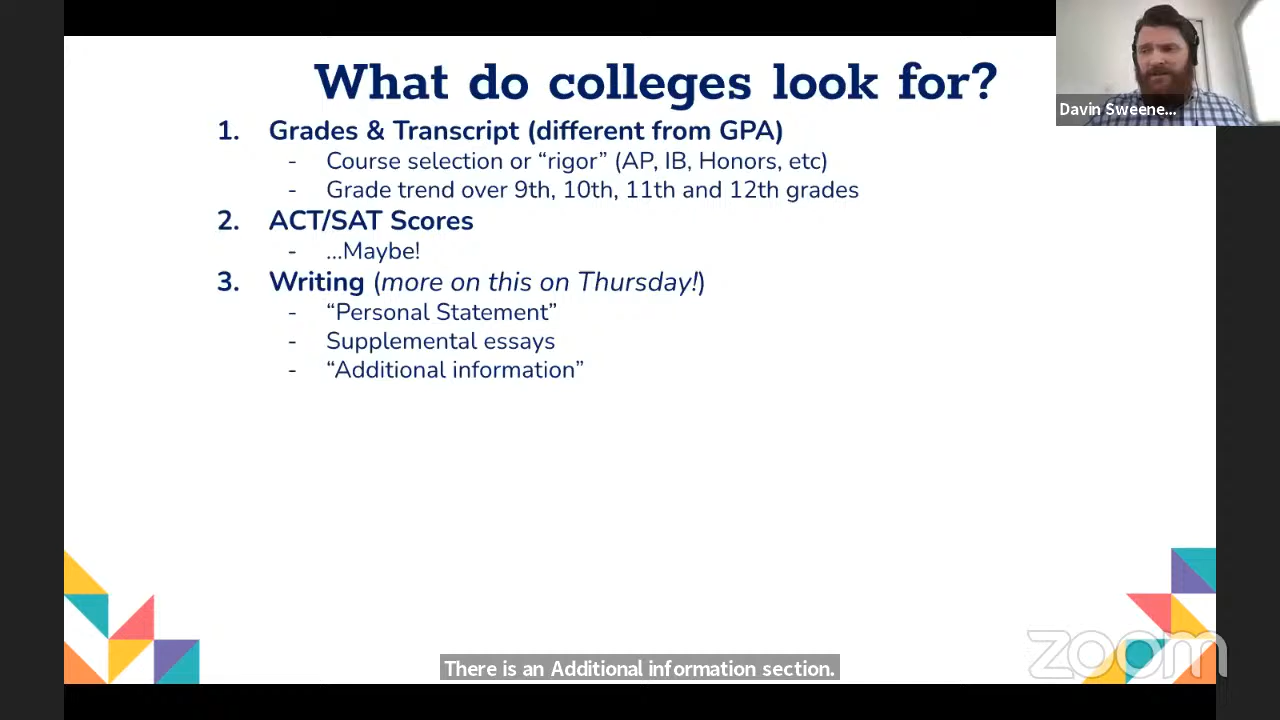 What do colleges look for?
Davin Sweene...
1. Grades & Transcript (different from GPA)
- Course selection or “rigor” (AP, IB, Honors, etc)
- Grade trend over 9th, 10th, 11th and 12th grades
2. ACT/SAT Scores
- ...Maybe!
3. Writing (more on this on Thursday!)
- “Personal Statement”
- Supplemental essays
- “Additional information”
zoom
There is an Additional information section.